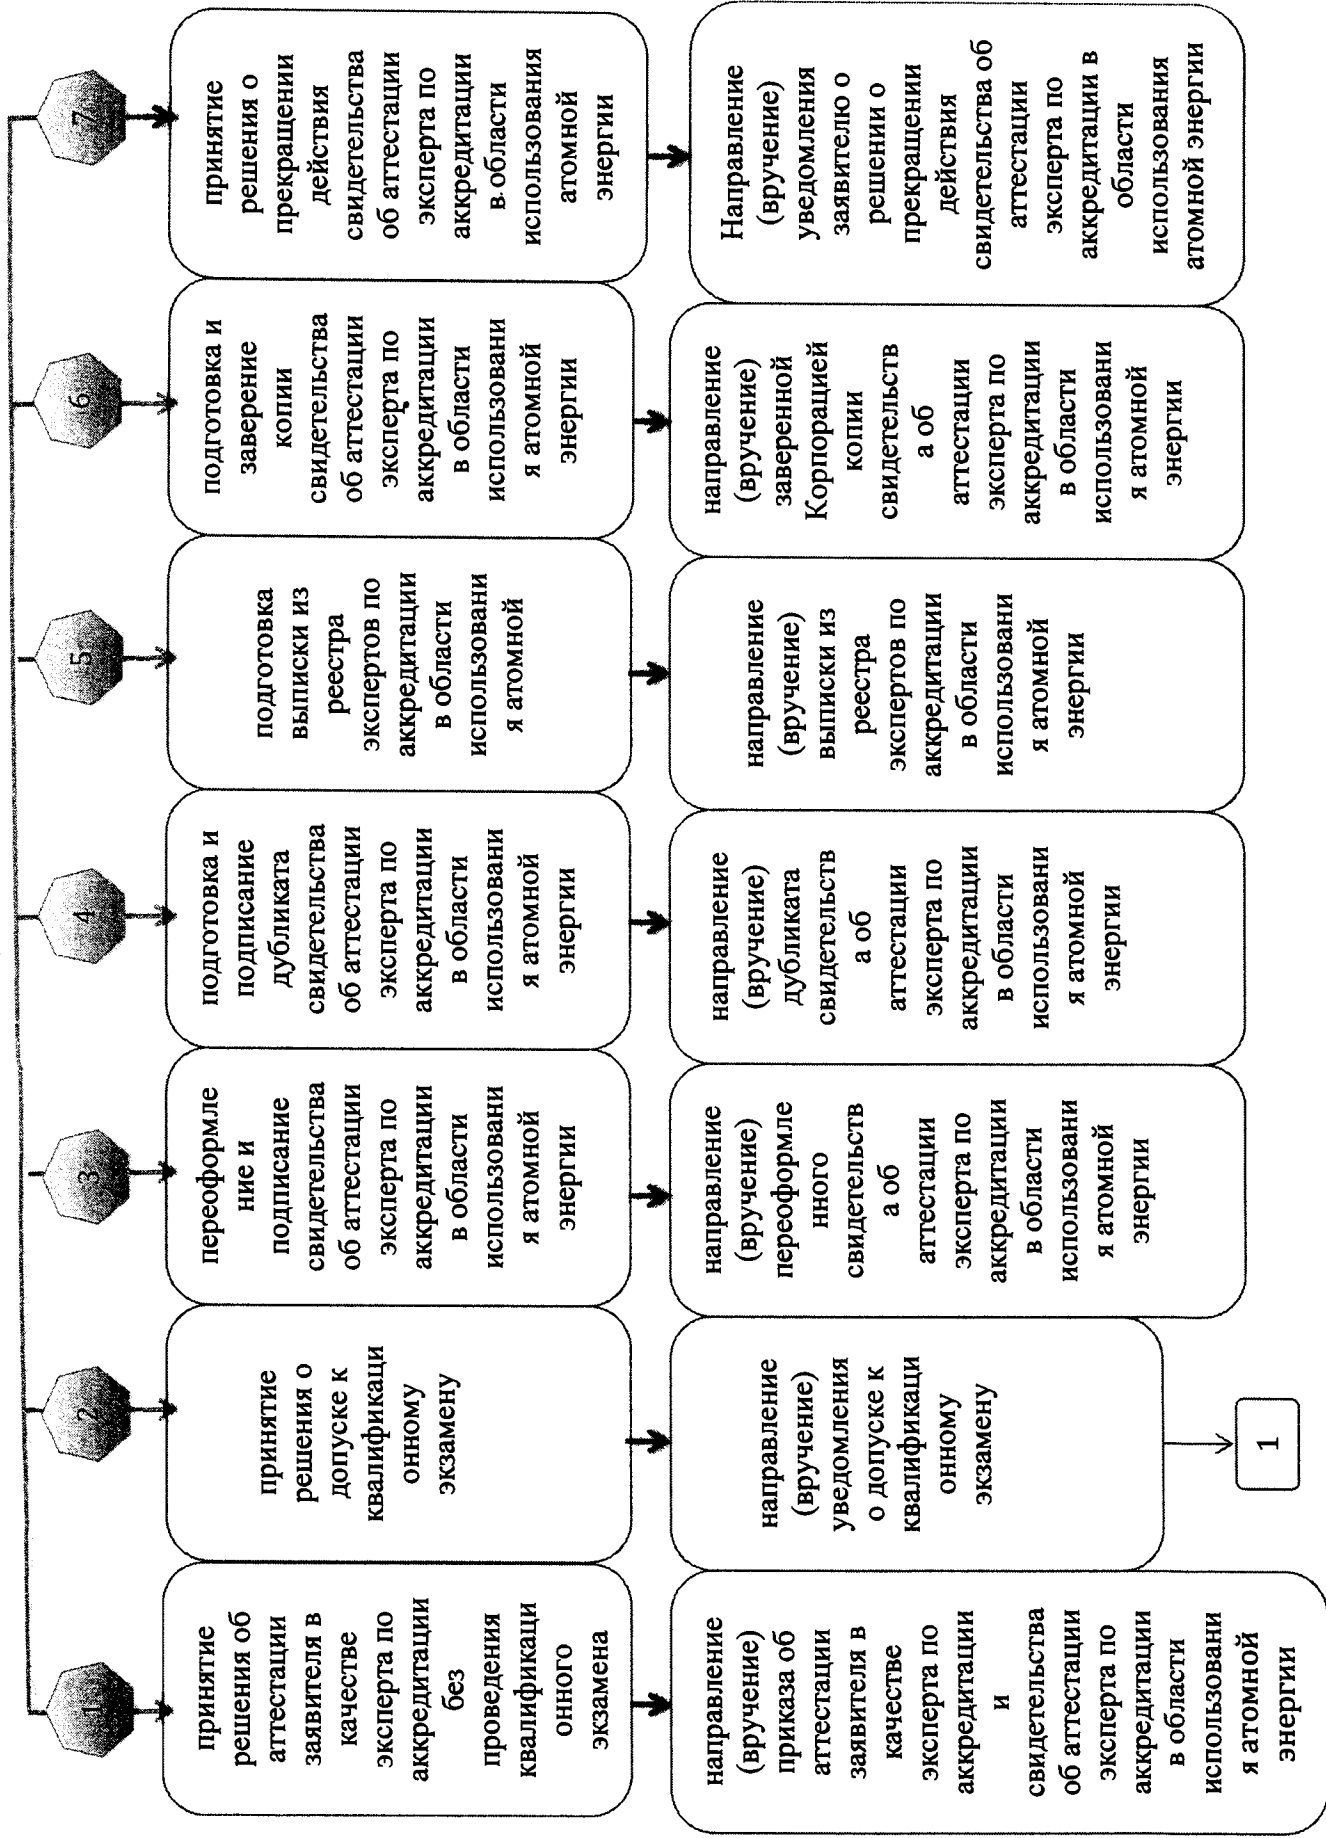 1
принятие
решения об
аттестации
заявителя в
качестве
эксперта по
аккредитации
без
проведения
квалификаци
онного
экзамена
направление
(вручение)
приказа об
аттестации
заявителя в
качестве
эксперта по
аккредитации
и
свидетельства
об аттестации
эксперта по
аккредитации
в области
использовани
я атомной
энергии
2
принятие
решения о
допуске к
квалификаци
онному
экзамену
направление
(вручение)
уведомления
о допуске к
квалификаци
онному
экзамену
1
3
переоформле
ние и
подписание
свидетельства
об аттестации
эксперта по
аккредитации
в области
использовани
я атомной
энергии
направление
(вручение)
переоформле
нного
свидетельств
а об
аттестации
эксперта по
аккредитации
в области
использовани
я атомной
энергии
4
подготовка и
подписание
дубликата
свидетельства
об аттестации
эксперта по
аккредитации
в области
использовани
я атомной
энергии
направление
(вручение)
дубликата
свидетельств
а об
аттестации
эксперта по
аккредитации
в области
использовани
я атомной
энергии
5
подготовка
выписки из
реестра
экспертов по
аккредитации
в области
использовани
я атомной
направление
(вручение)
выписки из
реестра
экспертов по
аккредитации
в области
использовани
я атомной
энергии
6
подготовка и
заверение
копии
свидетельства
об аттестации
эксперта по
аккредитации
в области
использовани
я атомной
энергии
направление
(вручение)
заверенной
Корпорацией
копии
свидетельств
а об
аттестации
эксперта по
аккредитации
в области
использовани
я атомной
энергии
7
принятие
решения о
прекращении
действия
свидетельства
об аттестации
эксперта по
аккредитации
в области
использования
атомной
энергии
Направление
(вручение)
уведомления
заявителю о
решении о
прекращении
действия
свидетельства об
аттестации
эксперта по
аккредитации в
области
использования
атомной энергии